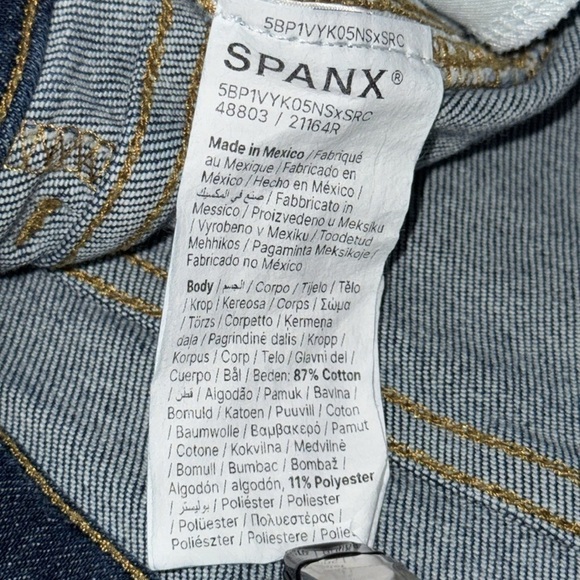 5BP1VYK05NSxSRC
SPANX®
5BP1VYK05NSxSRC
48803 / 21164R
Made in Mexico / Fabriqué
au Mexique / Fabricado en
México / Hecho en México /
صنع في المكسيك / Fabbricato in
Messico / Proizvedeno u Meksiku
/ Vyrobeno v Mexiku / Toodetud
Mehhikos / Pagaminta Meksikoje /
Fabricado no México
Body / الجسم / Corpo / Tijelo / Tělo
/ Krop / Kereosa / Corps / Σώμα
/ Törzs / Corpetto / Ķermeņa
daļa / Pagrindinė dalis / Kropp /
Korpus / Corp / Telo / Glavni del /
Cuerpo / Bål / Beden: 87% Cotton
/ قطن / Algodão / Pamuk / Bavlna /
Bomuld / Katoen / Puuvill / Coton
/ Baumwolle / Βαμβακερό / Pamut
/ Cotone / Kokvilna / Medvilnė
/ Bomull / Bumbac / Bombaž /
Algodón / algodón, 11% Polyester
/ بوليستر / Poliéster / Poliester
/ Polüester / Πολυεστέρας /
Poliészter / Poliestere /